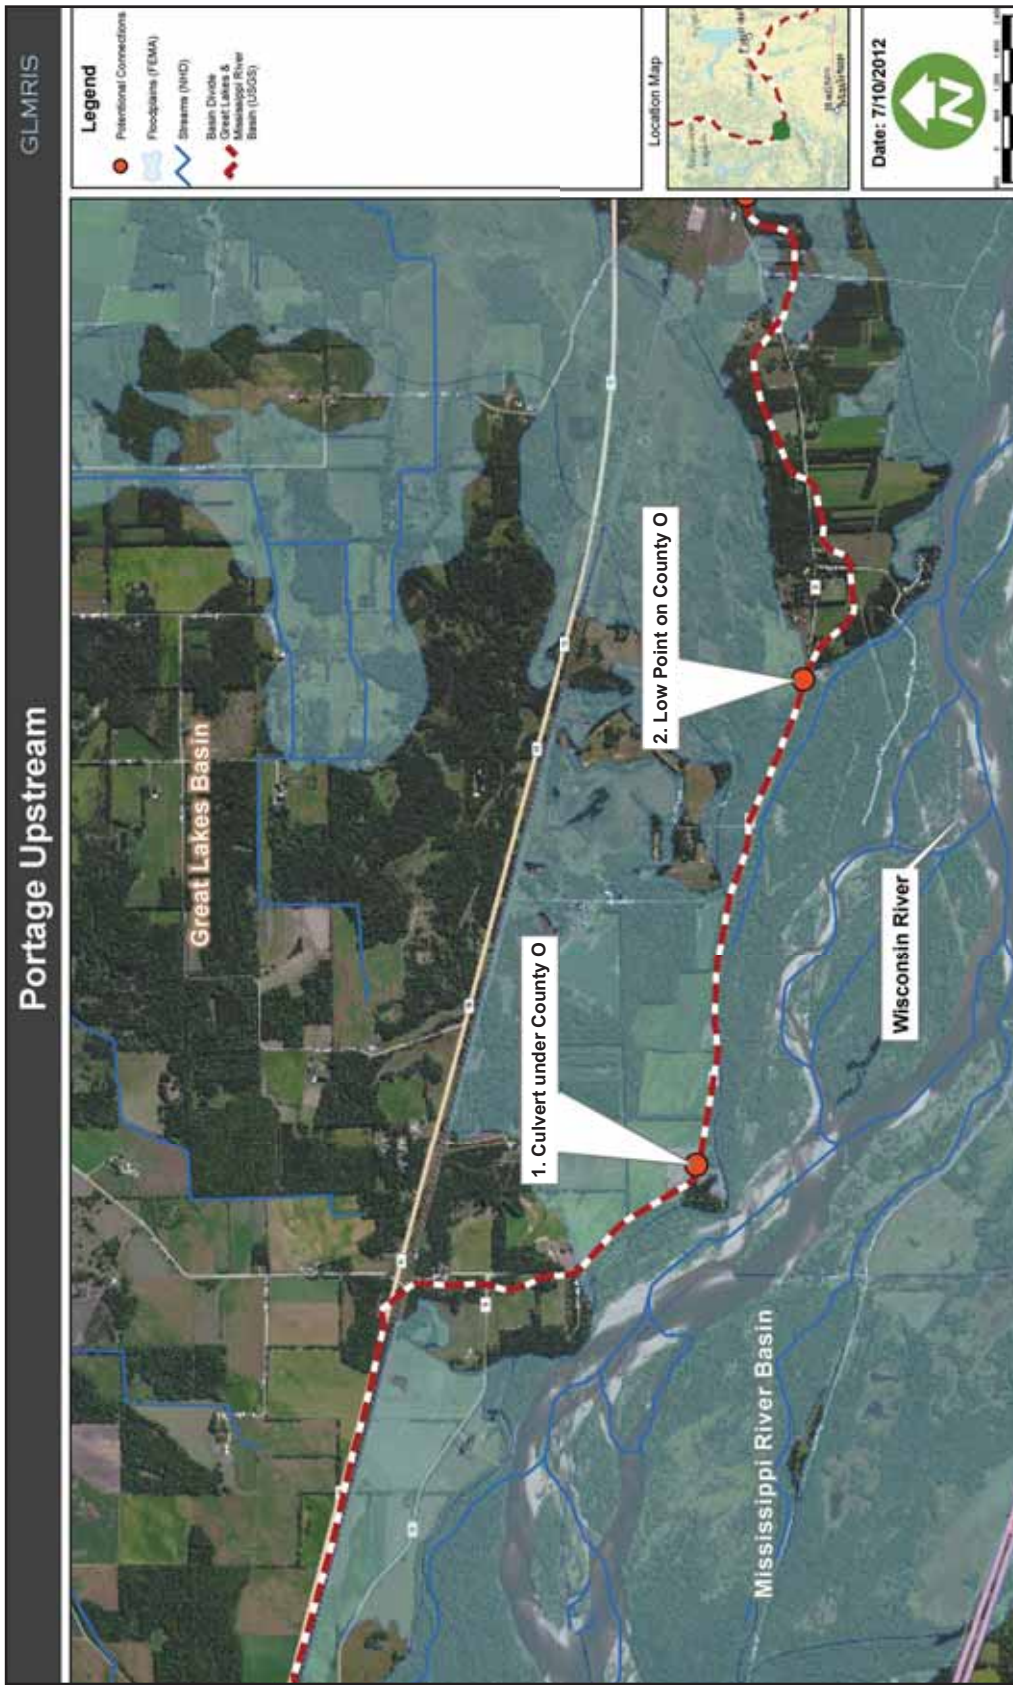 Portage Upstream
GLMRIS
Great Lakes Basin
1. Culvert under County O
2. Low Point on County O
Wisconsin River
Mississippi River Basin
Legend
Potentional Connections
Floodplains (FEMA)
Streams (NHD)
Basin Divide
Great Lakes &
Mississippi River
Basin (USGS)
Location Map
Date: 7/10/2012
N